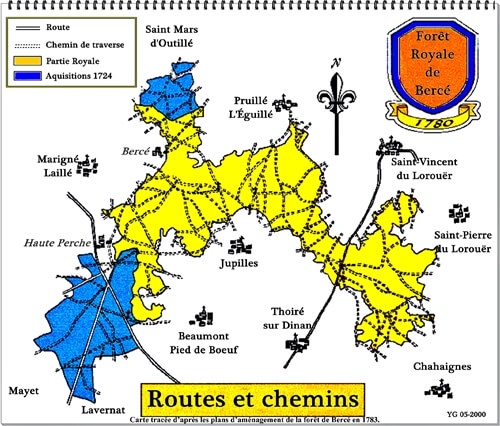 Route
Chemin de traverse
Partie Royale
Aquisitions 1724
Saint Mars
d'Outillé
Forêt
Royale
de
Bercé
1780
N
Pruillé
L'Éguillé
Bercé
Marigné
Laillé
Saint-Vincent
du Lorouër
Saint-Pierre
du Lorouër
Haute Perche
Jupilles
Thoiré
sur Dinan
Beaumont
Pied de Boeuf
Chahaignes
Mayet
Lavernat
Routes et chemins
YG 05-2000
Carte tracée d'après les plans d'aménagement de la forêt de Bercé en 1783.